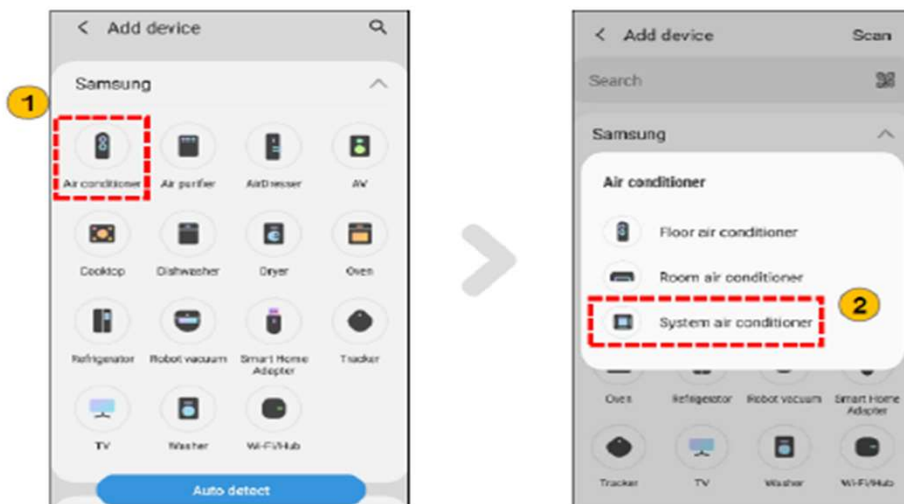 Add device
Samsung
1
Air conditioner Air purifier AirDresser AV
Cooktop Dishwasher Dryer Oven
Refrigerator Robot vacuum Smart Home Adapter Tracker
TV Washer Wi-Fi/Hub
Auto detect
Add device Scan
Search
Samsung
Air conditioner
Floor air conditioner
Room air conditioner
System air conditioner
2
Oven Refrigerator Robot vacuum Smart Home Adapter
Tracker TV Washer Wi-Fi/Hub